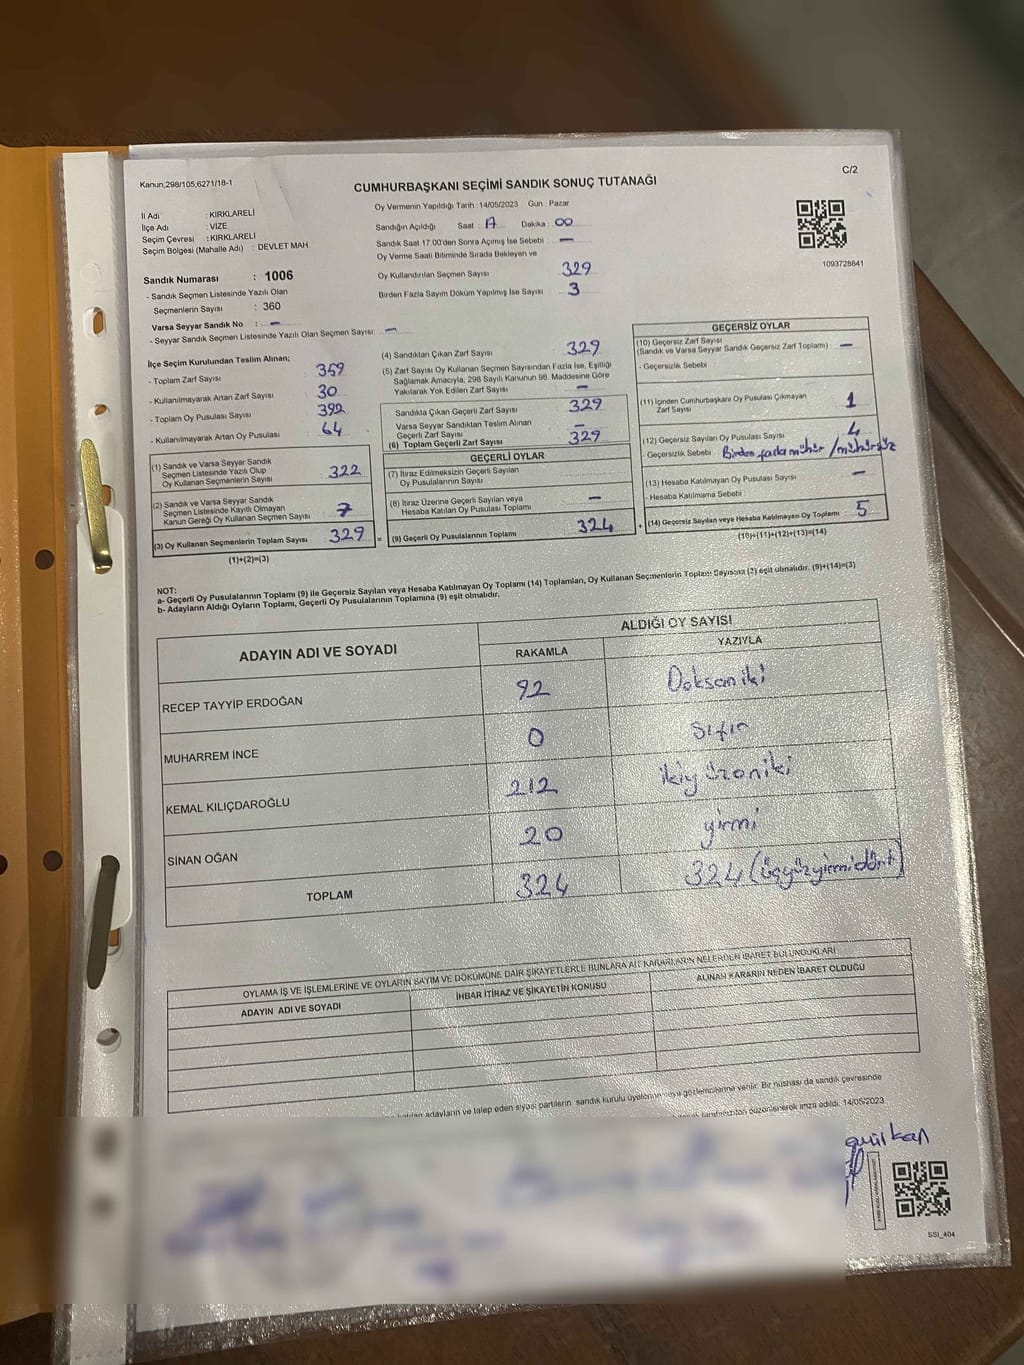 Kanun;298/105,6271/18-1
C/2
CUMHURBAŞKANI SEÇİMİ SANDIK SONUÇ TUTANAĞI
İl Adı : KIRKLARELİ
İlçe Adı : VİZE
Seçim Çevresi : KIRKLARELİ
Seçim Bölgesi (Mahalle Adı) : DEVLET MAH
Oy Vermenin Yapıldığı Tarih :14/05/2023 Gün : Pazar
Sandığın Açıldığı Saat : Dakika : 00
Sandık Saat 17:00'den Sonra Açımış İse Sebebi : —
Oy Verme Saati Bitiminde Sırada Bekleyen ve
Oy Kullandırılan Seçmen Sayısı 329
Birden Fazla Sayım Döküm Yapılmış İse Sayısı 3
1093728841
Sandık Numarası : 1006
- Sandık Seçmen Listesinde Yazılı Olan
Seçmenlerin Sayısı : 360
Varsa Seyyar Sandık No : —
- Seyyar Sandık Seçmen Listesinde Yazılı Olan Seçmen Sayısı: —
İlçe Seçim Kurulundan Teslim Alınan;
- Toplam Zarf Sayısı 359
- Kullanılmayarak Artan Zarf Sayısı 30
- Toplam Oy Pusulası Sayısı 392
- Kullanılmayarak Artan Oy Pusulası 64
(1) Sandık ve Varsa Seyyar Sandık
Seçmen Listesinde Yazılı Olup
Oy Kullanan Seçmenlerin Sayısı 322
(2) Sandık ve Varsa Seyyar Sandık
Seçmen Listesinde Kayıtlı Olmayan
Kanun Gereği Oy Kullanan Seçmen Sayısı 7
(3) Oy Kullanan Seçmenlerin Toplam Sayısı 329
(1)+(2)=(3)
(4) Sandıktan Çıkan Zarf Sayısı 329
(5) Zarf Sayısı Oy Kullanan Seçmen Sayısından Fazla İse, Eşitliği
Sağlamak Amacıyla, 298 Sayılı Kanunun 98. Maddesine Göre
Yakılarak Yok Edilen Zarf Sayısı —
Sandıkta Çıkan Geçerli Zarf Sayısı 329
Varsa Seyyar Sandıktan Teslim Alınan
Geçerli Zarf Sayısı —
(6) Toplam Geçerli Zarf Sayısı 329
GEÇERLİ OYLAR
(7) İtiraz Edilmeksizin Geçerli Sayılan
Oy Pusulasının Sayısı
(8) İtiraz Üzerine Geçerli Sayılan veya
Hesaba Katılan Oy Pusulası Toplamı —
= (9) Geçerli Oy Pusulalarının Toplamı 324
GEÇERSİZ OYLAR
(10) Geçersiz Zarf Sayısı
(Sandık ve Varsa Seyyar Sandık Geçersiz Zarf Toplamı) —
- Geçersizlik Sebebi
(11) İçinden Cumhurbaşkanı Oy Pusulası Çıkmayan
Zarf Sayısı 1
(12) Geçersiz Sayılan Oy Pusulası Sayısı 4
- Geçersizlik Sebebi Birden fazla mühür / mühürsüz
(13) Hesaba Katılmayan Oy Pusulası Sayısı —
- Hesaba Katılmama Sebebi
+ (14) Geçersiz Sayılan veya Hesaba Katılmayan Oy Toplamı 5
(10)+(11)+(12)+(13)=(14)
NOT:
a- Geçerli Oy Pusulalarının Toplamı (9) ile Geçersiz Sayılan veya Hesaba Katılmayan Oy Toplamı (14) Toplamları, Oy Kullanan Seçmenlerin Toplam Sayısına (3) eşit olmalıdır. (9)+(14)=(3)
b- Adayların Aldığı Oyların Toplamı, Geçerli Oy Pusulalarının Toplamına (9) eşit olmalıdır.
ADAYIN ADI VE SOYADI
ALDIĞI OY SAYISI
RAKAMLA YAZIYLA
RECEP TAYYİP ERDOĞAN 92 Doksaniki
MUHARREM İNCE 0 Sıfır
KEMAL KILIÇDAROĞLU 212 ikiyüzoniki
SİNAN OĞAN 20 yirmi
TOPLAM 324 324 (üçyüzyirmidört)
OYLAMA İŞ VE İŞLEMLERİNE VE OYLARIN SAYIM VE DÖKÜMÜNE DAİR ŞİKAYETLERLE BUNLARA AİT KARARLARIN NELERDEN İBARET BULUNDUKLARI
ADAYIN ADI VE SOYADI İHBAR İTİRAZ VE ŞİKAYETİN KONUSU ALINAN KARARIN NEDEN İBARET OLDUĞU
adayların ve talep eden siyasi partilerin sandık kurulu üyelerine veya gözlemcilerine verilir. Bir nüshası da sandık çevresinde
tarafımızdan düzenlenerek imza edildi. 14/05/2023
gürkan
SSI_404